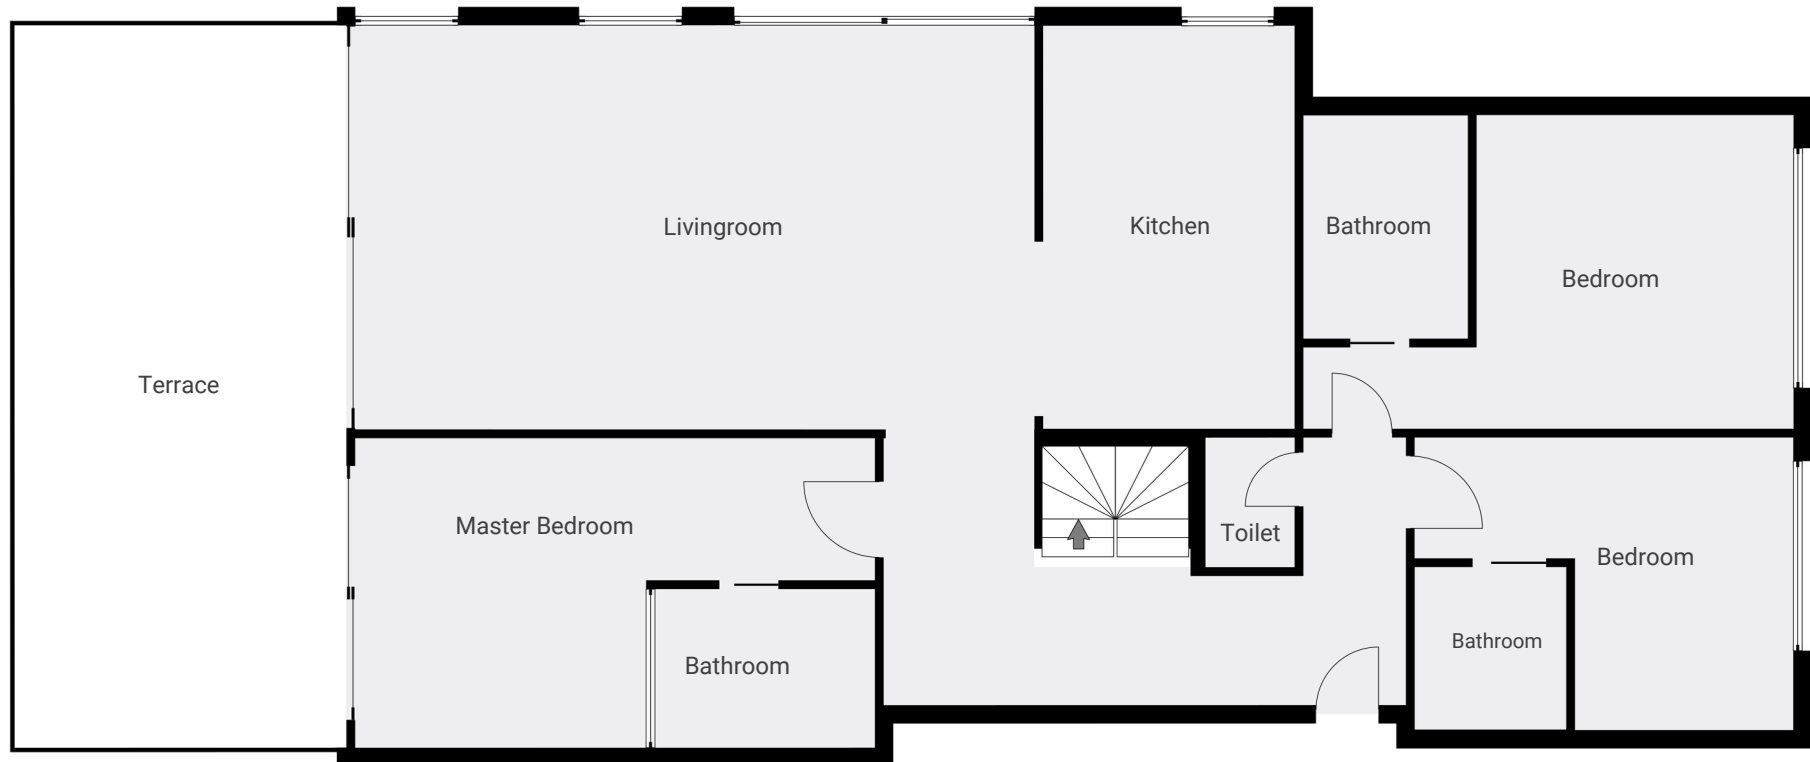 Livingroom
Kitchen
Bathroom
Bedroom
Terrace
Master Bedroom
Toilet
Bedroom
Bathroom
Bathroom